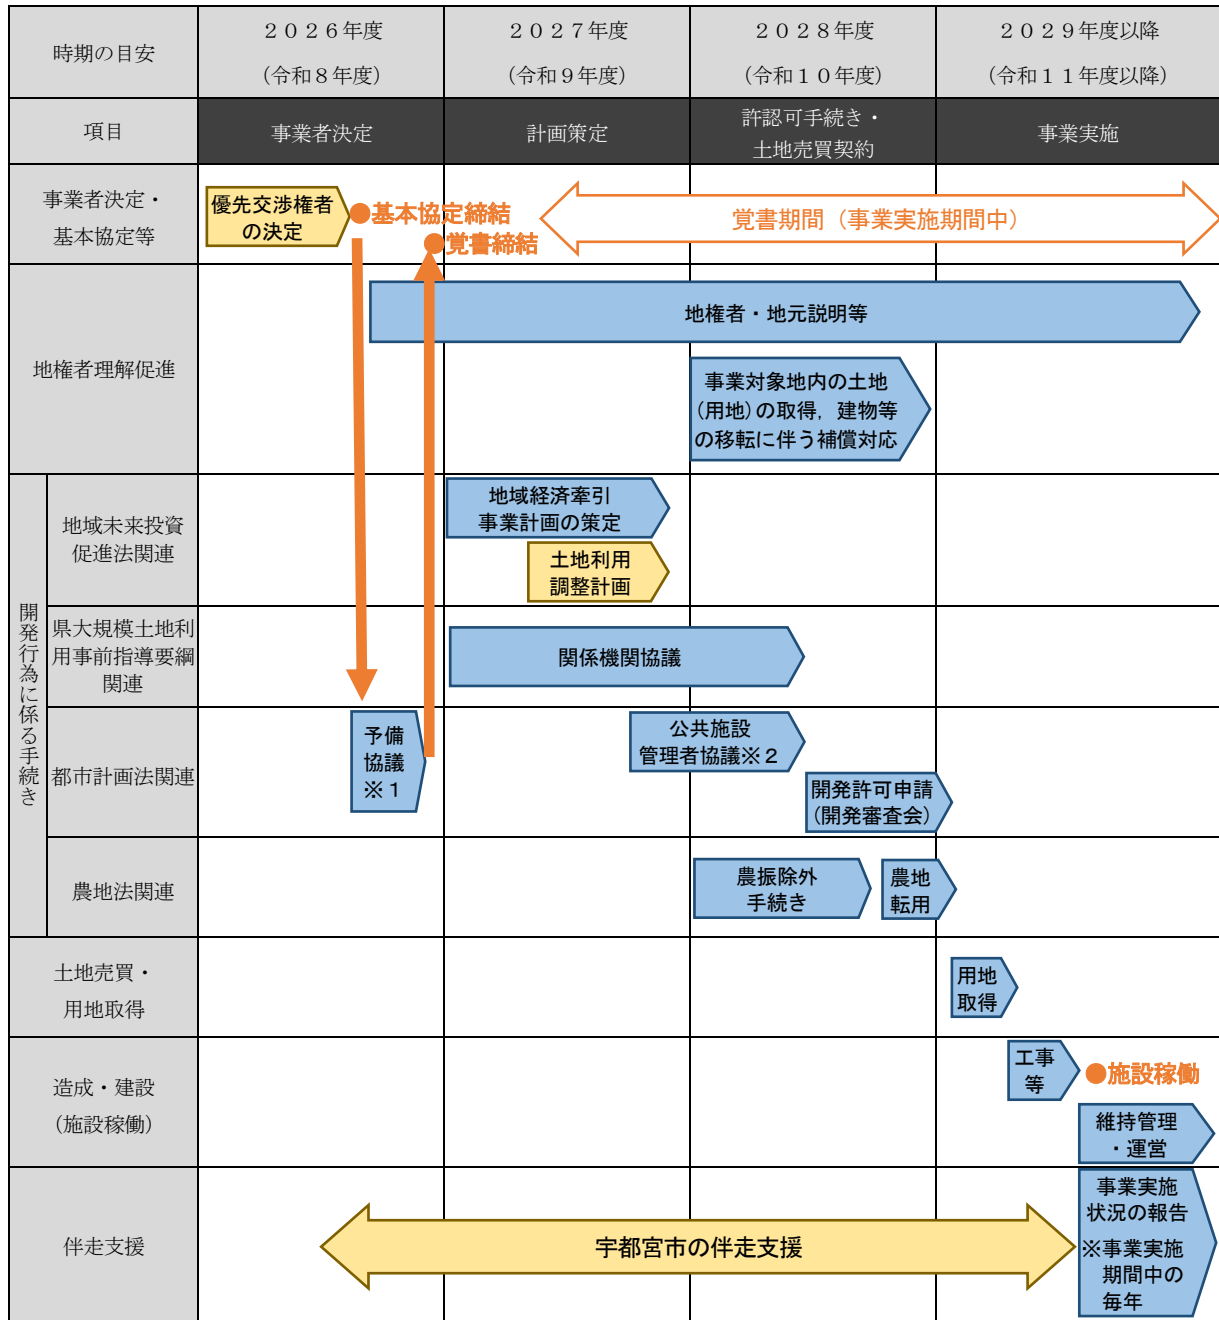 時期の目安
２０２６年度
（令和８年度）
２０２７年度
（令和９年度）
２０２８年度
（令和１０年度）
２０２９年度以降
（令和１１年度以降）
項目
事業者決定
計画策定
許認可手続き・
土地売買契約
事業実施
事業者決定・
基本協定等
優先交渉権者
の決定
●基本協定締結
●覚書締結
覚書期間（事業実施期間中）
地権者理解促進
地権者・地元説明等
事業対象地内の土地
(用地)の取得，建物等
の移転に伴う補償対応
開発行為に係る手続き
地域未来投資
促進法関連
地域経済牽引
事業計画の策定
土地利用
調整計画
県大規模土地利
用事前指導要綱
関連
関係機関協議
都市計画法関連
予備
協議
※１
公共施設
管理者協議※２
開発許可申請
(開発審査会)
農地法関連
農振除外
手続き
農地
転用
土地売買・
用地取得
用地
取得
造成・建設
（施設稼働）
工事
等
●施設稼働
維持管理
・運営
伴走支援
宇都宮市の伴走支援
事業実施
状況の報告
※事業実施
期間中の
毎年